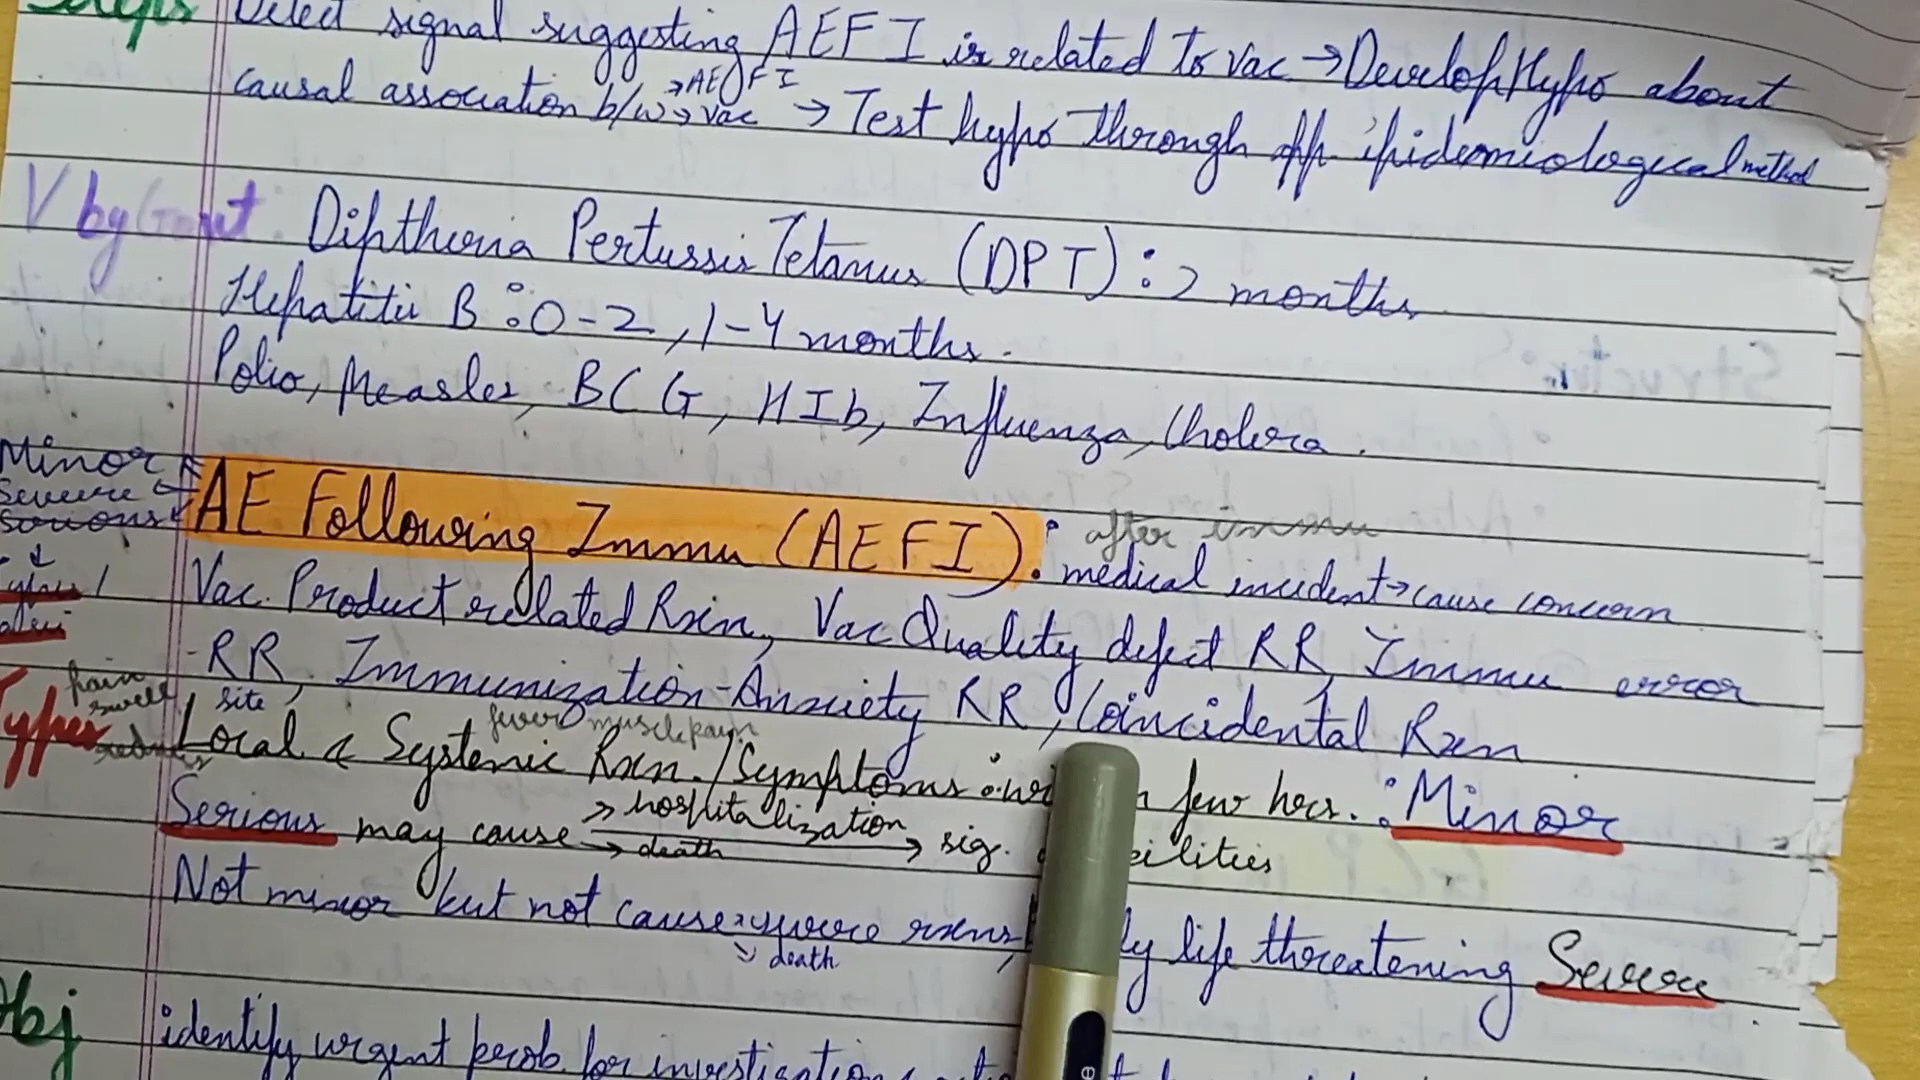 Detect signal suggesting AEFI is related to vac → Develop Hypo about
causal association b/w → AEFI → vac → Test hypo through app epidemiological method
V by Govt : Diptheria Pertussis Tetanus (DPT) : 2 months
Hepatitis B : 0-2, 1-4 months.
Polio, Measles, BCG, HIb, Influenza, Cholera.
Minor
Severe
Serious
AE Following Immu (AEFI) : after immu
medical incident → cause concern
Vac. Product related Rxn, Vac Quality defect RR, Immu error
-RR, Immunization-Anxiety RR, Coincidental Rxn
pain
swell
site
fever
muscle pain
Types
Local & Systemic Rxn. / Symptoms few hrs. : Minor
Serious may cause → hospitalization → death → sig.
Not minor but not cause → severe rxns, life threatening Severe
death
Obj identify urgent prob. for investigation